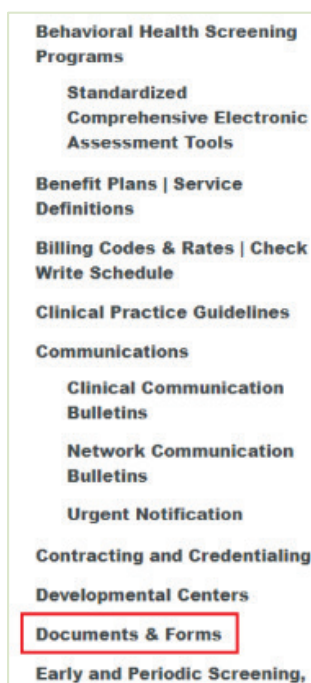 Behavioral Health Screening
Programs
Standardized
Comprehensive Electronic
Assessment Tools
Benefit Plans | Service
Definitions
Billing Codes & Rates | Check
Write Schedule
Clinical Practice Guidelines
Communications
Clinical Communication
Bulletins
Network Communication
Bulletins
Urgent Notification
Contracting and Credentialing
Developmental Centers
Documents & Forms
Early and Periodic Screening,